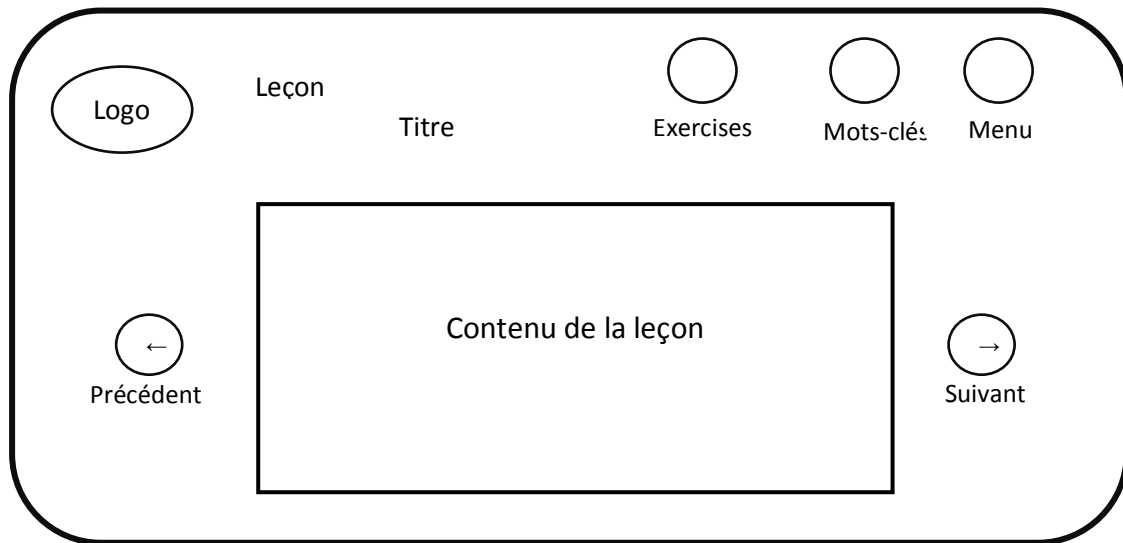 Logo
Leçon
Titre
Exercises
Mots-clés
Menu
Contenu de la leçon
←
Précédent
→
Suivant